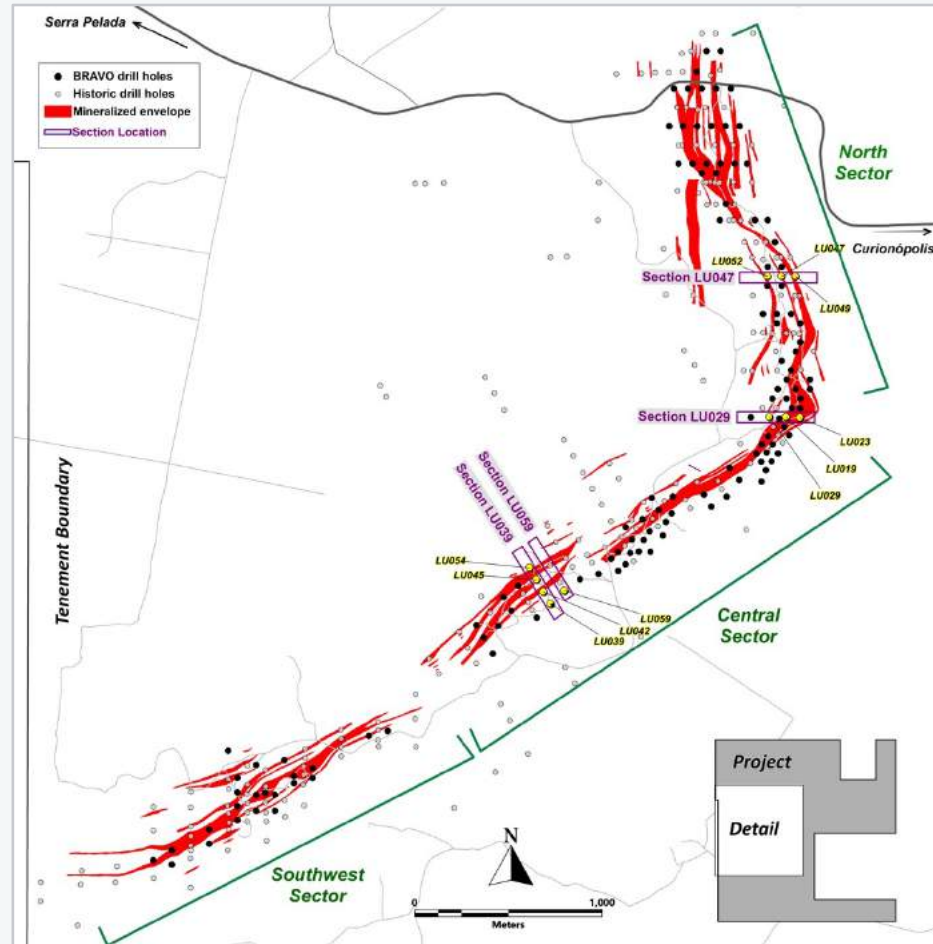 Serra Pelada
BRAVO drill holes
Historic drill holes
Mineralized envelope
Section Location
North
Sector
Curionópolis
LU047
LU052
Section LU047
LU049
Section LU029
LU023
LU019
LU029
Tenement Boundary
Section LU059
Section LU039
LU054
LU045
LU059
LU042
LU039
Central
Sector
Southwest
Sector
N
0
1,000
Meters
Project
Detail